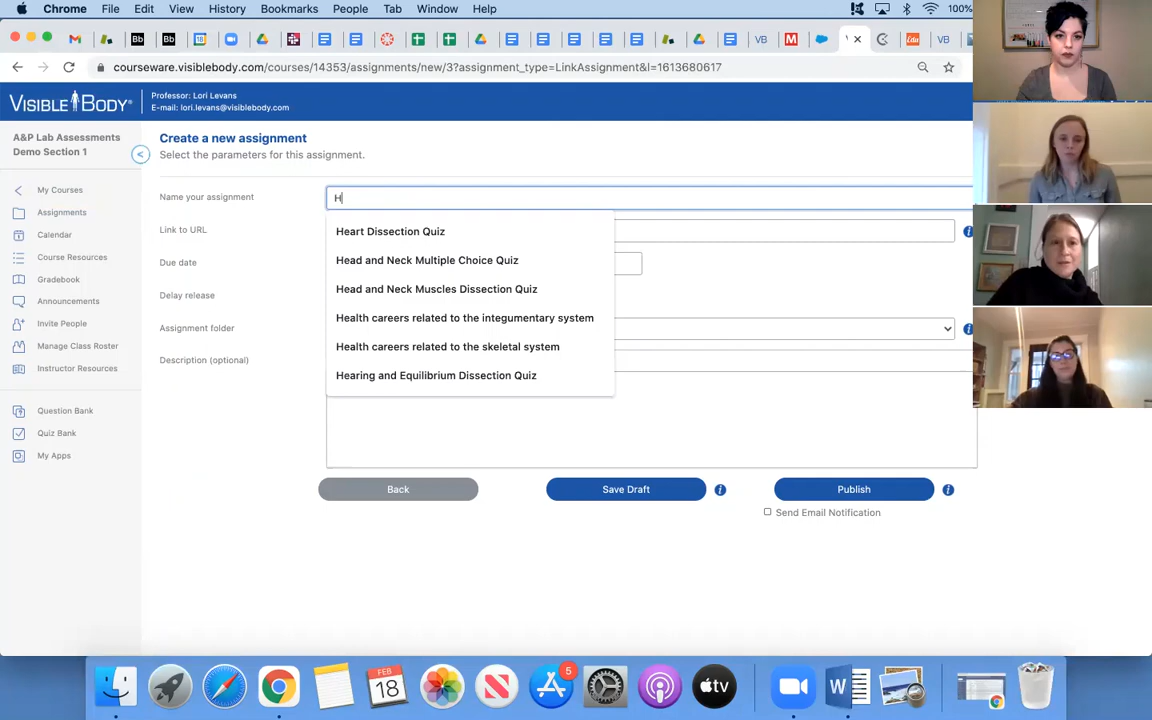 Chrome File Edit View History Bookmarks People Tab Window Help 100%
courseware.visiblebody.com/courses/14353/assignments/new/3?assignment_type=LinkAssignment&l=1613680617
VISIBLE BODY
Professor: Lori Levans
E-mail: lori.levans@visiblebody.com
A&P Lab Assessments
Demo Section 1
<
My Courses
Assignments
Calendar
Course Resources
Gradebook
Announcements
Invite People
Manage Class Roster
Instructor Resources
Question Bank
Quiz Bank
My Apps
Create a new assignment
Select the parameters for this assignment.
Name your assignment
H
Link to URL
Due date
Delay release
Assignment folder
Description (optional)
Heart Dissection Quiz
Head and Neck Multiple Choice Quiz
Head and Neck Muscles Dissection Quiz
Health careers related to the integumentary system
Health careers related to the skeletal system
Hearing and Equilibrium Dissection Quiz
Back
Save Draft
Publish
Send Email Notification
FEB
18
5
tv